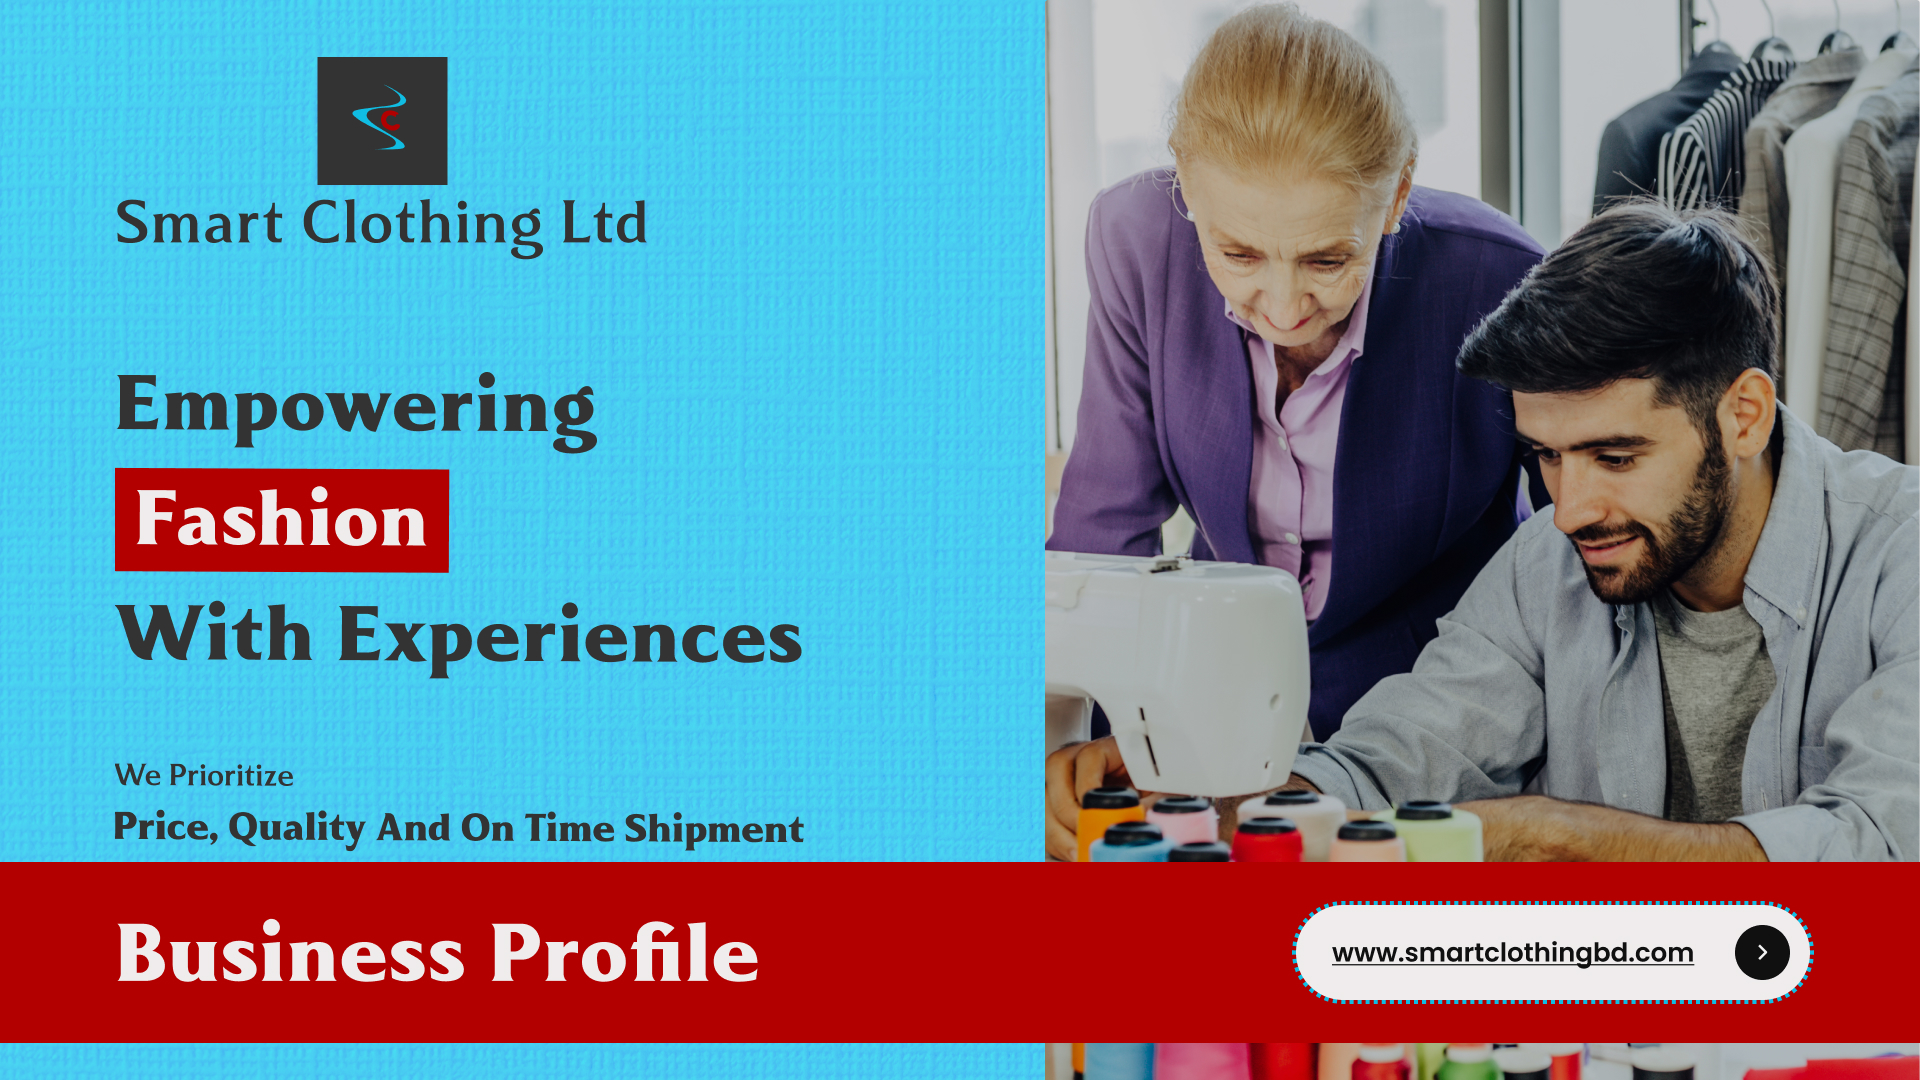 C
Smart Clothing Ltd
Empowering
Fashion
With Experiences
We Prioritize
Price, Quality And On Time Shipment
Business Profile
www.smartclothingbd.com